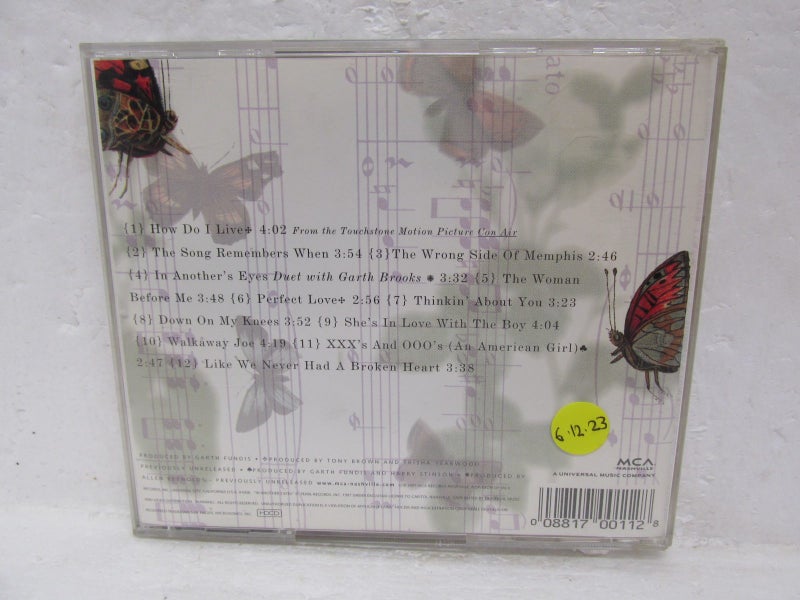 ato
{1} How Do I Live✢ 4:02 From the Touchstone Motion Picture Con Air
{2} The Song Remembers When 3:54 {3}The Wrong Side Of Memphis 2:46
{4} In Another's Eyes Duet with Garth Brooks ✺ 3:32 {5} The Woman
Before Me 3:48 {6} Perfect Love✢ 2:56 {7} Thinkin' About You 3:23
{8} Down On My Knees 3:52 {9} She's In Love With The Boy 4:04
{10} Walkaway Joe 4:19 {11} XXX's And OOO's (An American Girl)♣
2:47 {12} Like We Never Had A Broken Heart 3:38
6.12.23
PRODUCED BY GARTH FUNDIS • ✢PRODUCED BY TONY BROWN AND TRISHA YEARWOOD
PREVIOUSLY UNRELEASED • ♣PRODUCED BY GARTH FUNDIS AND HARRY STINSON • ✺PRODUCED BY
ALLEN REYNOLDS - PREVIOUSLY UNRELEASED www.mca-nashville.com
MCA
NASHVILLE
A UNIVERSAL MUSIC COMPANY
HDCD
0 08817 00112 8